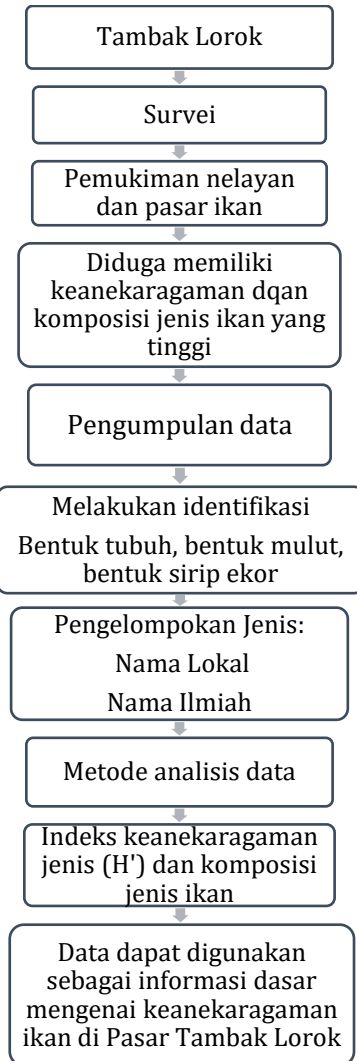 Tambak Lorok
Survei
Pemukiman nelayan
dan pasar ikan
Diduga memiliki
keanekaragaman dqan
komposisi jenis ikan yang
tinggi
Pengumpulan data
Melakukan identifikasi
Bentuk tubuh, bentuk mulut,
bentuk sirip ekor
Pengelompokan Jenis:
Nama Lokal
Nama Ilmiah
Metode analisis data
Indeks keanekaragaman
jenis (H') dan komposisi
jenis ikan
Data dapat digunakan
sebagai informasi dasar
mengenai keanekaragaman
ikan di Pasar Tambak Lorok